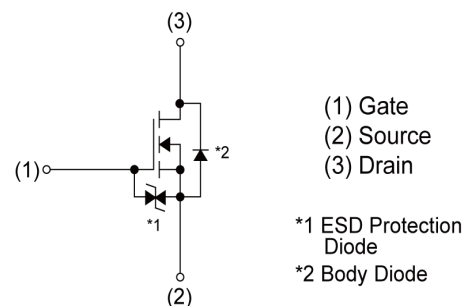 (3)
(1)
*2
*1
(2)
(1) Gate
(2) Source
(3) Drain
*1 ESD Protection
Diode
*2 Body Diode